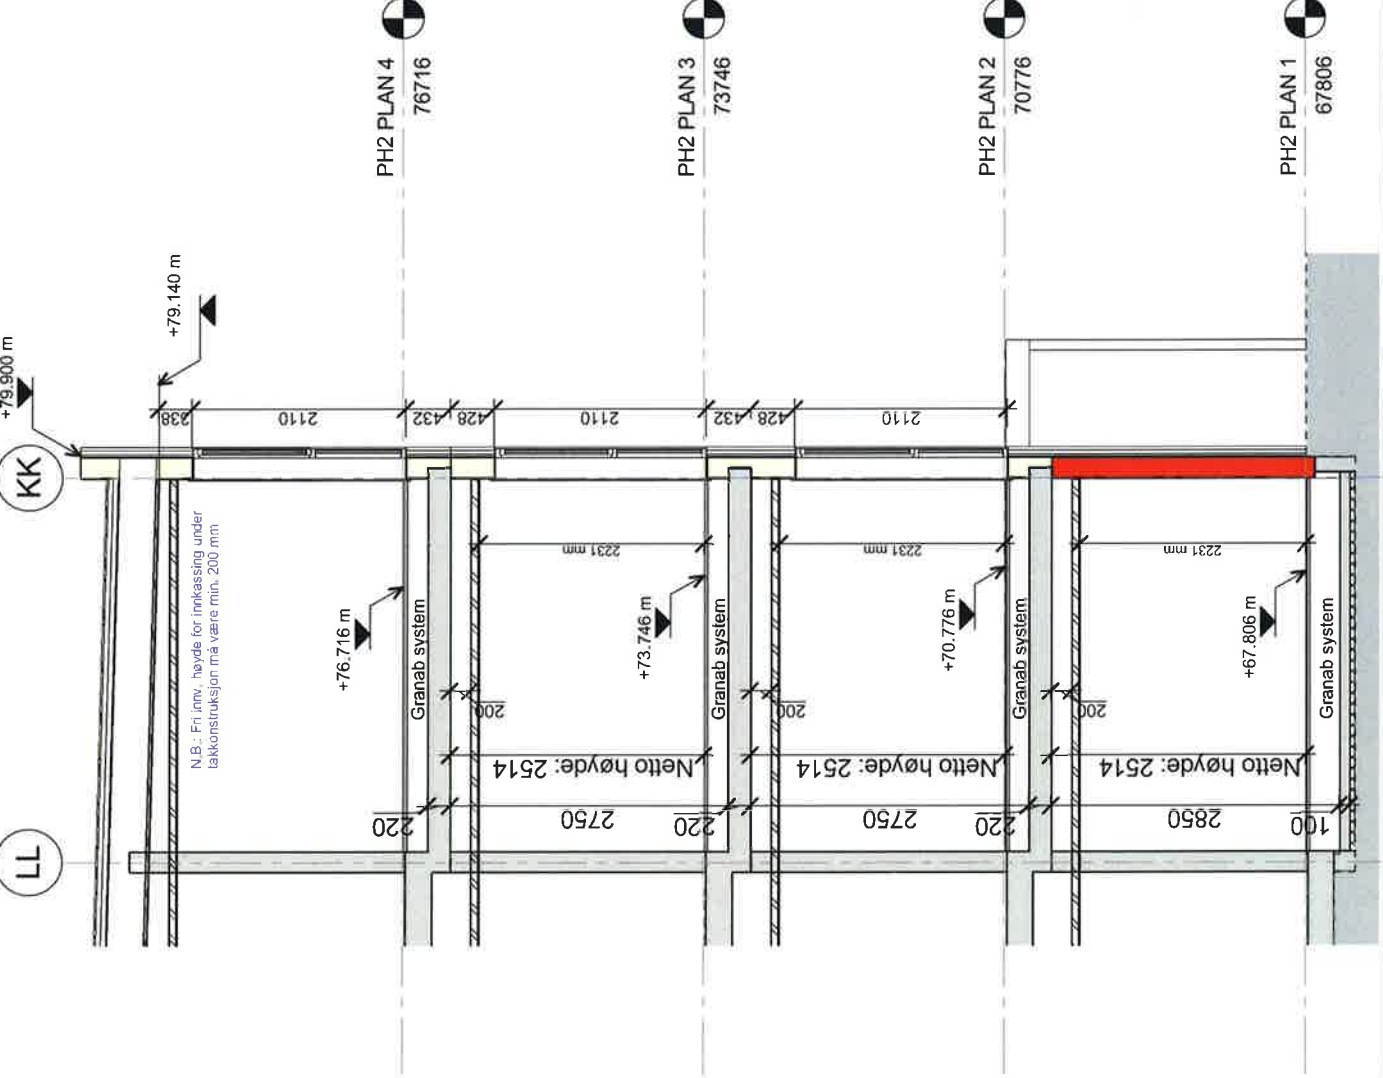 +79.900 m
+79.140 m
KK
LL
PH2 PLAN 4
76716
PH2 PLAN 3
73746
PH2 PLAN 2
70776
PH2 PLAN 1
67806
N.B.: Fri innv. høyde for innkassing under
takkonstruksjon må være min. 200 mm
338
2110
432
428
2110
432
428
2110
+76.716 m
Granab system
200
2231 mm
+73.746 m
Granab system
200
2231 mm
+70.776 m
Granab system
200
2231 mm
+67.806 m
Granab system
Netto høyde: 2514
Netto høyde: 2514
Netto høyde: 2514
220
2750
220
2750
220
2850
100